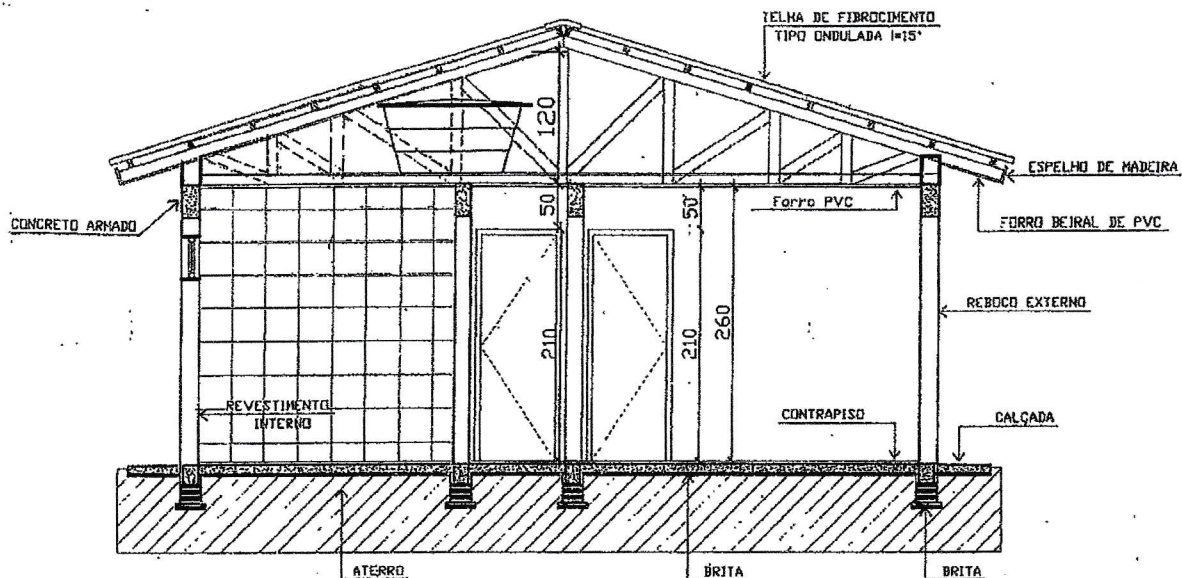 TELHA DE FIBROCIMENTO
TIPO ONDULADA I=15°
120
ESPELHO DE MADEIRA
CONCRETO ARMADO
50
50
Forro PVC
FORRO BEIRAL DE PVC
REBOCO EXTERNO
210
210
260
REVESTIMENTO
INTERNO
CONTRAPISO
CALÇADA
ATERRO
BRITA
BRITA